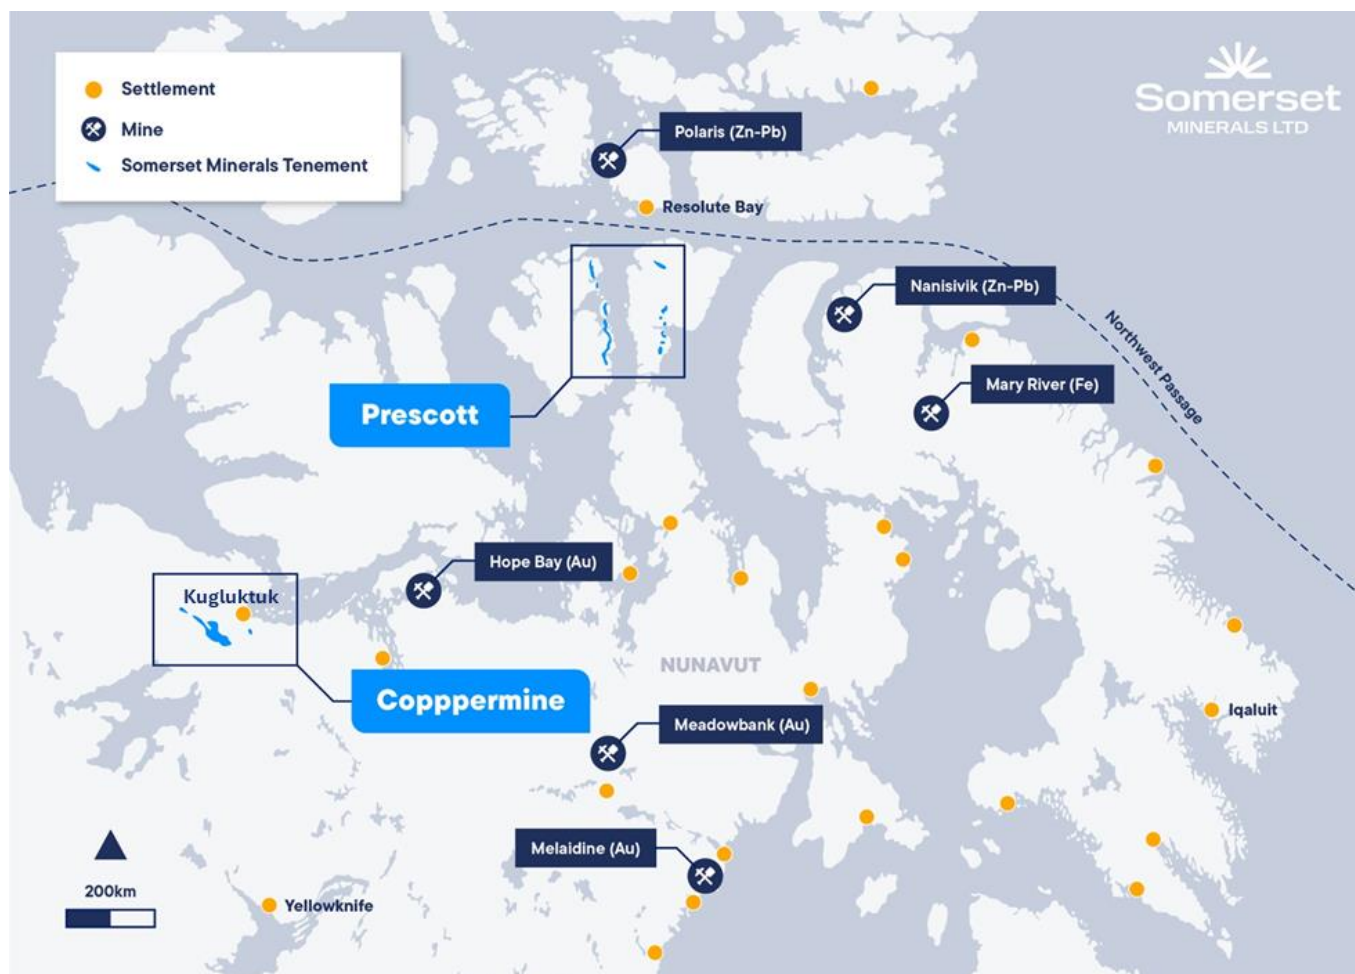 Settlement
Mine
Somerset Minerals Tenement
Somerset
MINERALS LTD
Polaris (Zn-Pb)
Resolute Bay
Nanisivik (Zn-Pb)
Northwest Passage
Mary River (Fe)
Prescott
Hope Bay (Au)
Kugluktuk
NUNAVUT
Copppermine
Meadowbank (Au)
Iqaluit
Melaidine (Au)
200km
Yellowknife